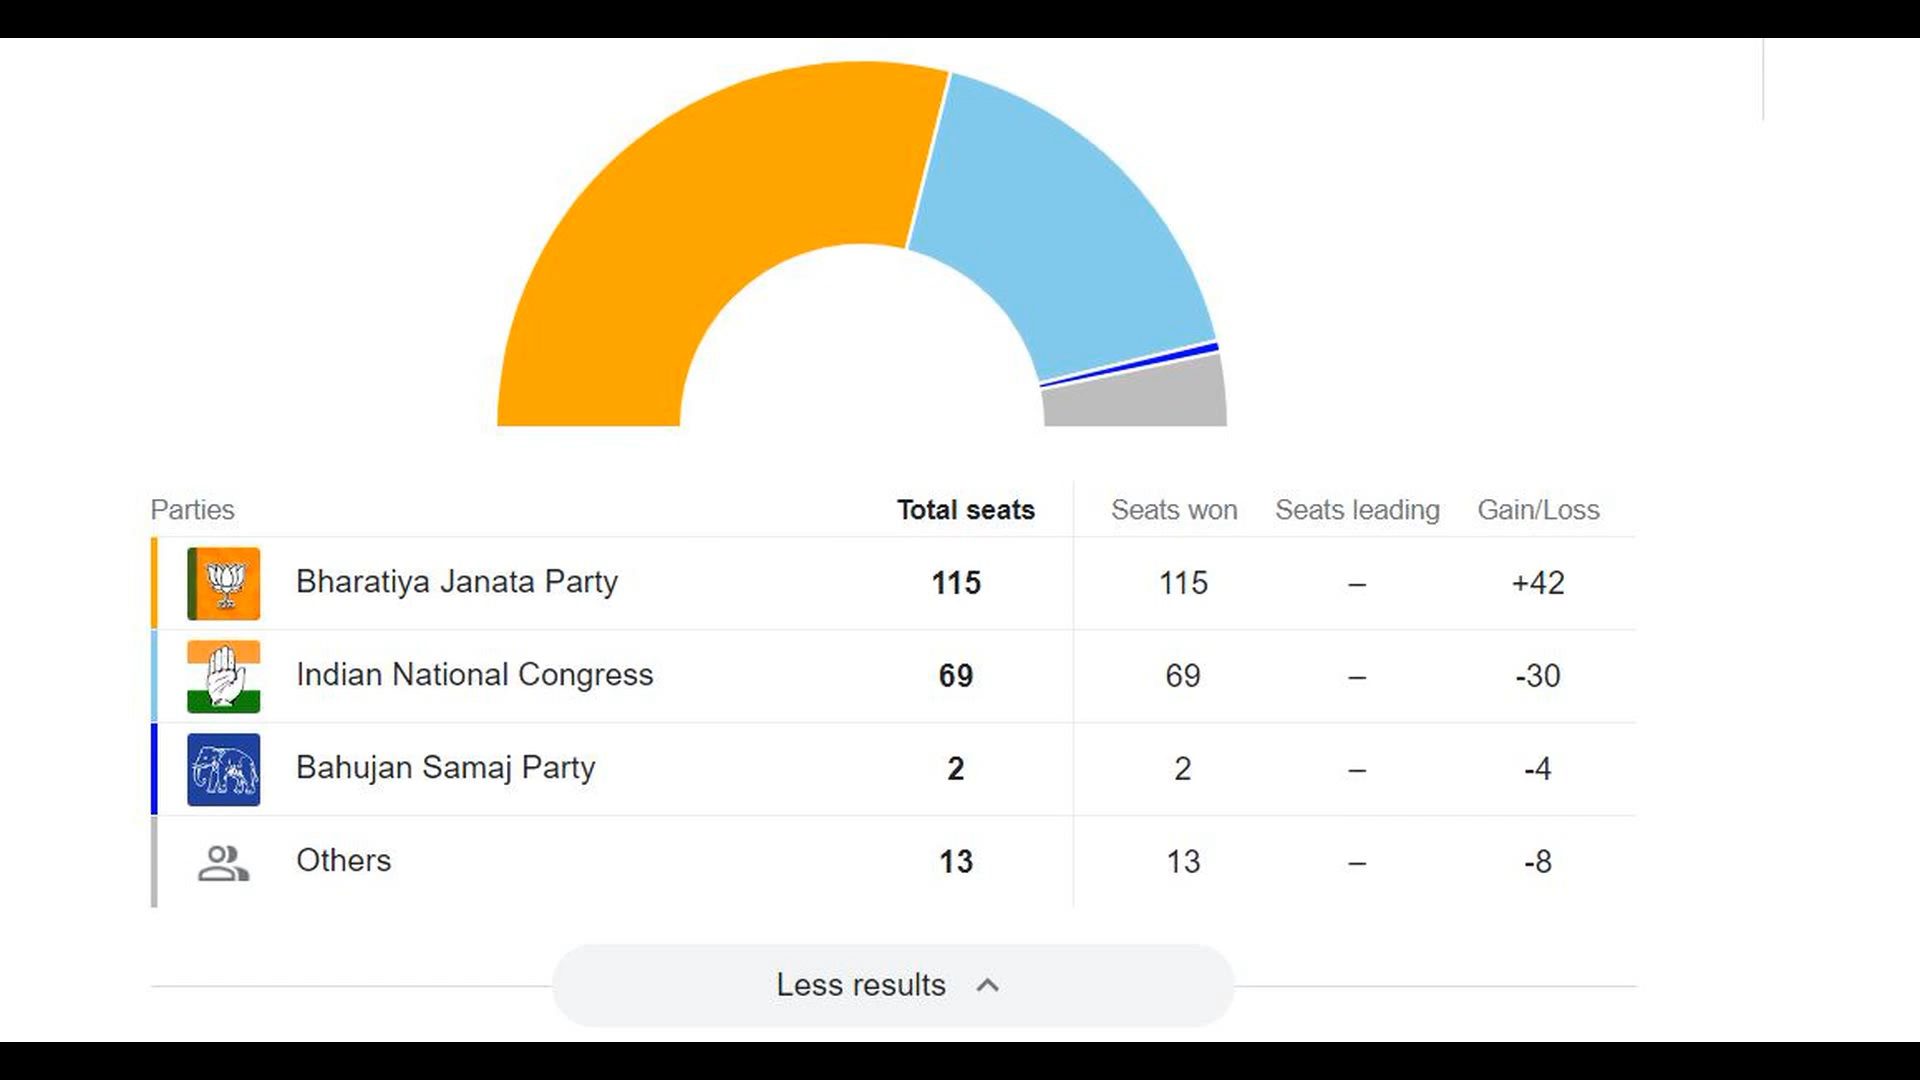 Parties Total seats Seats won Seats leading Gain/Loss
Bharatiya Janata Party 115 115 – +42
Indian National Congress 69 69 – -30
Bahujan Samaj Party 2 2 – -4
Others 13 13 – -8
Less results